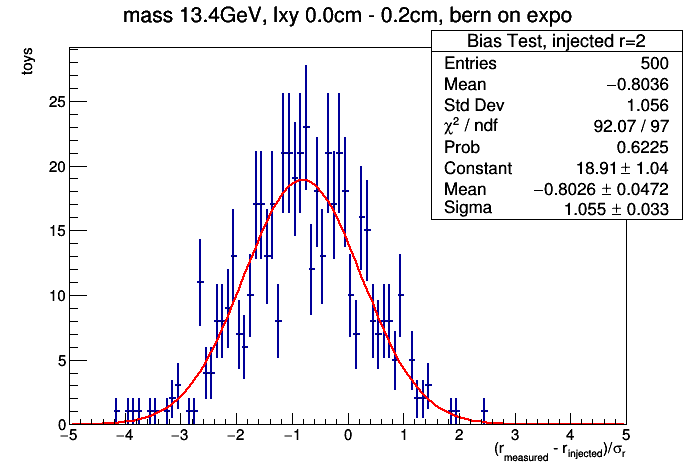 mass 13.4GeV, lxy 0.0cm - 0.2cm, bern on expo
Bias Test, injected r=2
Entries 500
Mean −0.8036
Std Dev 1.056
χ² / ndf 92.07 / 97
Prob 0.6225
Constant 18.91 ± 1.04
Mean −0.8026 ± 0.0472
Sigma 1.055 ± 0.033
toys
25
20
15
10
5
0
−5 −4 −3 −2 −1 0 1 2 3 4 5
(r_measured - r_injected)/σ_r